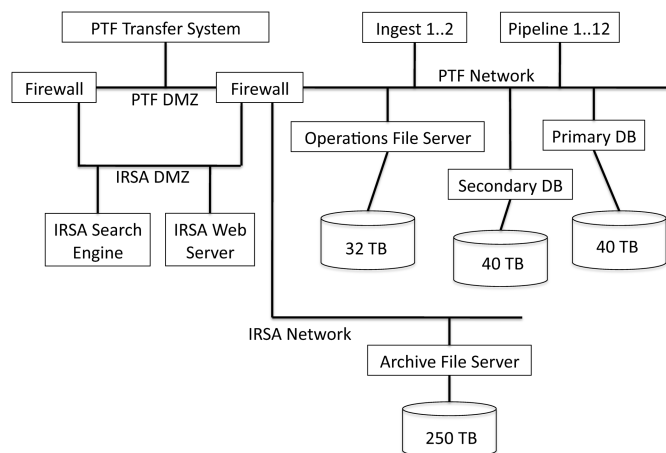 PTF Transfer System
Ingest 1..2
Pipeline 1..12
Firewall
PTF DMZ
Firewall
PTF Network
Operations File Server
Primary DB
IRSA DMZ
Secondary DB
IRSA Search
Engine
IRSA Web
Server
32 TB
40 TB
40 TB
IRSA Network
Archive File Server
250 TB